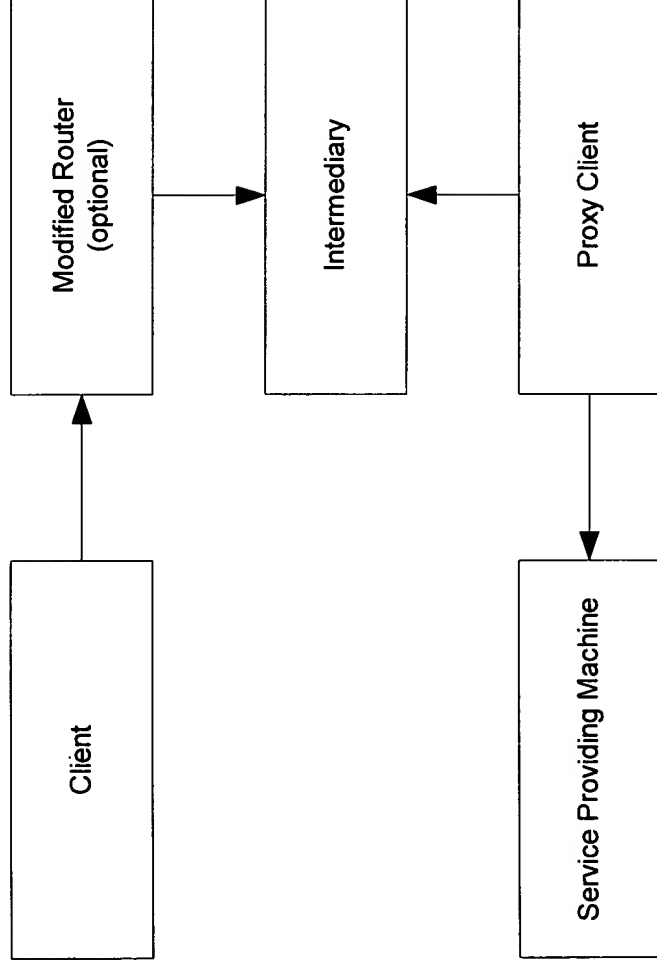 Client
Modified Router
(optional)
Intermediary
Service Providing Machine
Proxy Client